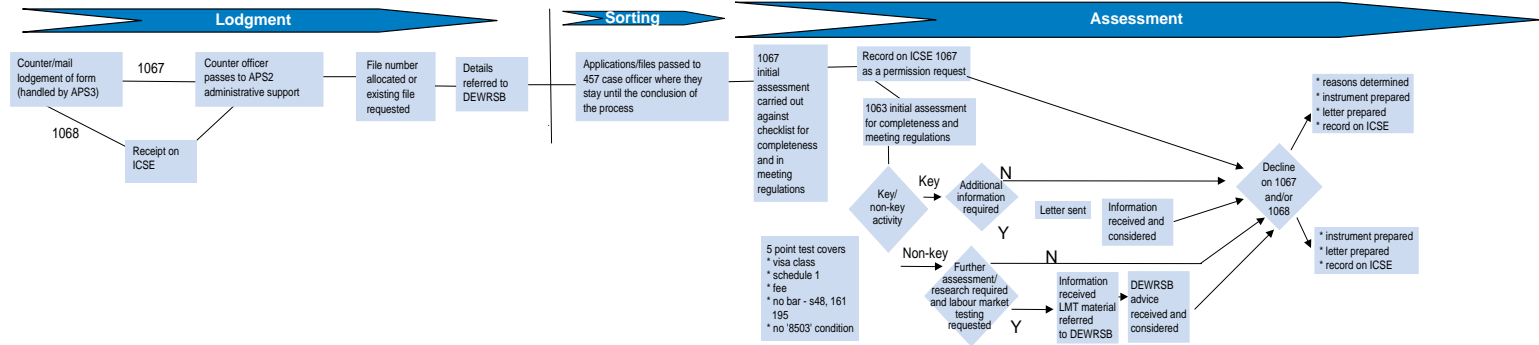 Lodgment
Sorting
Assessment
Counter/mail
lodgement of form
(handled by APS3)
1067
1068
Receipt on
ICSE
Counter officer
passes to APS2
administrative support
File number
allocated or
existing file
requested
Details
referred to
DEWRSB
Applications/files passed to
457 case officer where they
stay until the conclusion of
the process
1067
initial
assessment
carried out
against
checklist for
completeness
and in
meeting
regulations
Record on ICSE 1067
as a permission request
1063 initial assessment
for completeness and
meeting regulations
Key/
non-key
activity
Key
Additional
information
required
N
Y
Letter sent
Information
received and
considered
5 point test covers
* visa class
* schedule 1
* fee
* no bar - s48, 161
195
* no '8503' condition
Non-key
Further
assessment/
research required
and labour market
testing
requested
N
Y
Information
received
LMT material
referred
to DEWRSB
DEWRSB
advice
received and
considered
Decline
on 1067
and/or
1068
* reasons determined
* instrument prepared
* letter prepared
* record on ICSE
* instrument prepared
* letter prepared
* record on ICSE